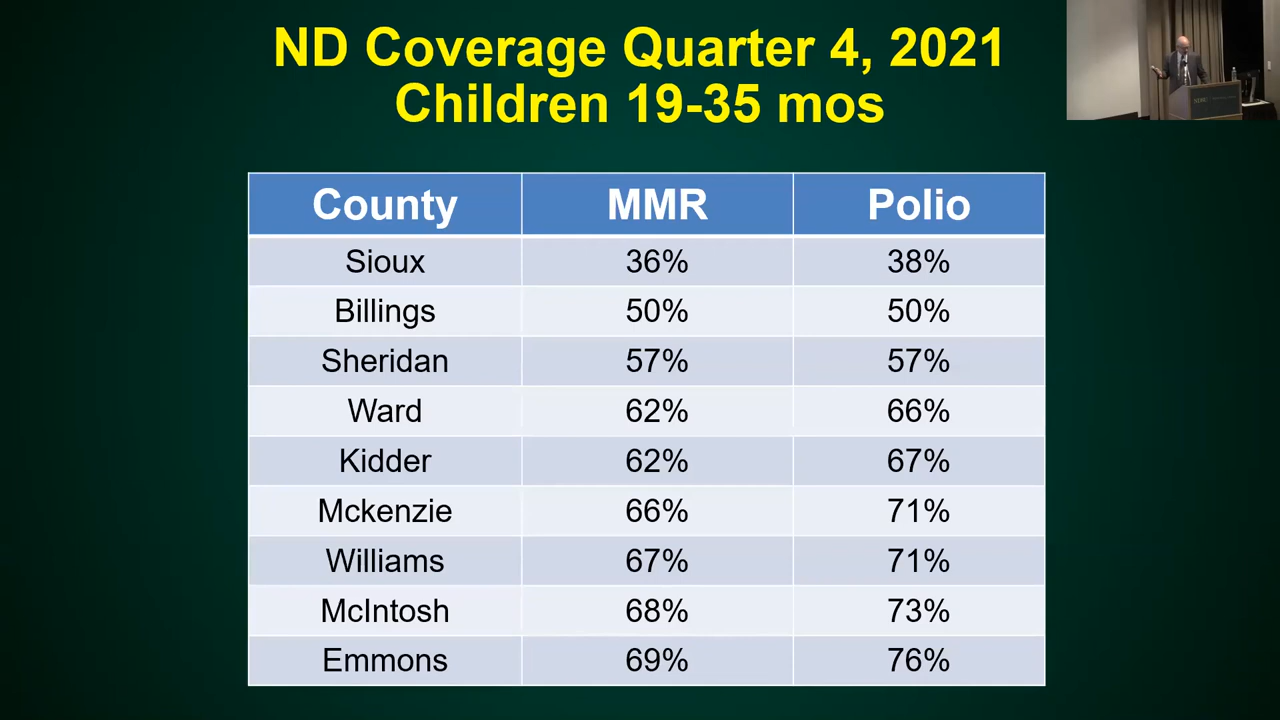 ND Coverage Quarter 4, 2021
Children 19-35 mos
County MMR Polio
Sioux 36% 38%
Billings 50% 50%
Sheridan 57% 57%
Ward 62% 66%
Kidder 62% 67%
Mckenzie 66% 71%
Williams 67% 71%
McIntosh 68% 73%
Emmons 69% 76%